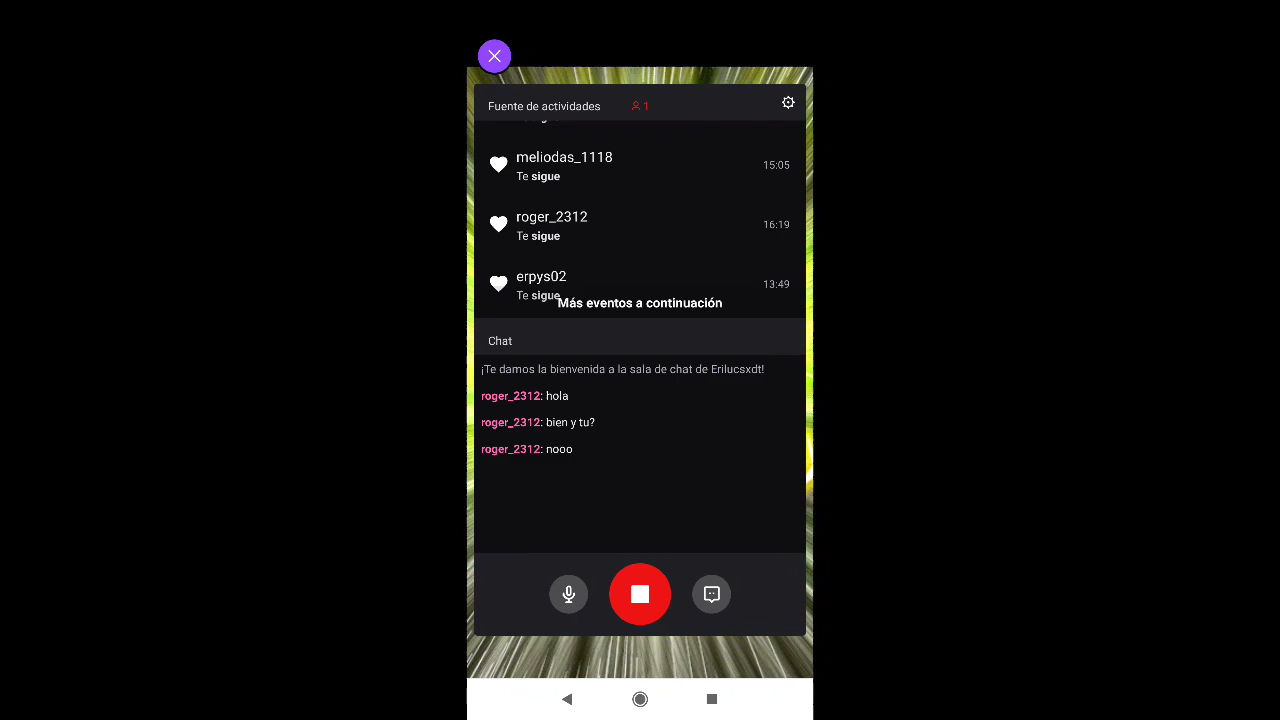 Fuente de actividades 1
meliodas_1118
Te sigue 15:05
roger_2312
Te sigue 16:19
erpys02
Te sigue 13:49
Más eventos a continuación
Chat
¡Te damos la bienvenida a la sala de chat de Erilucsxdt!
roger_2312: hola
roger_2312: bien y tu?
roger_2312: nooo